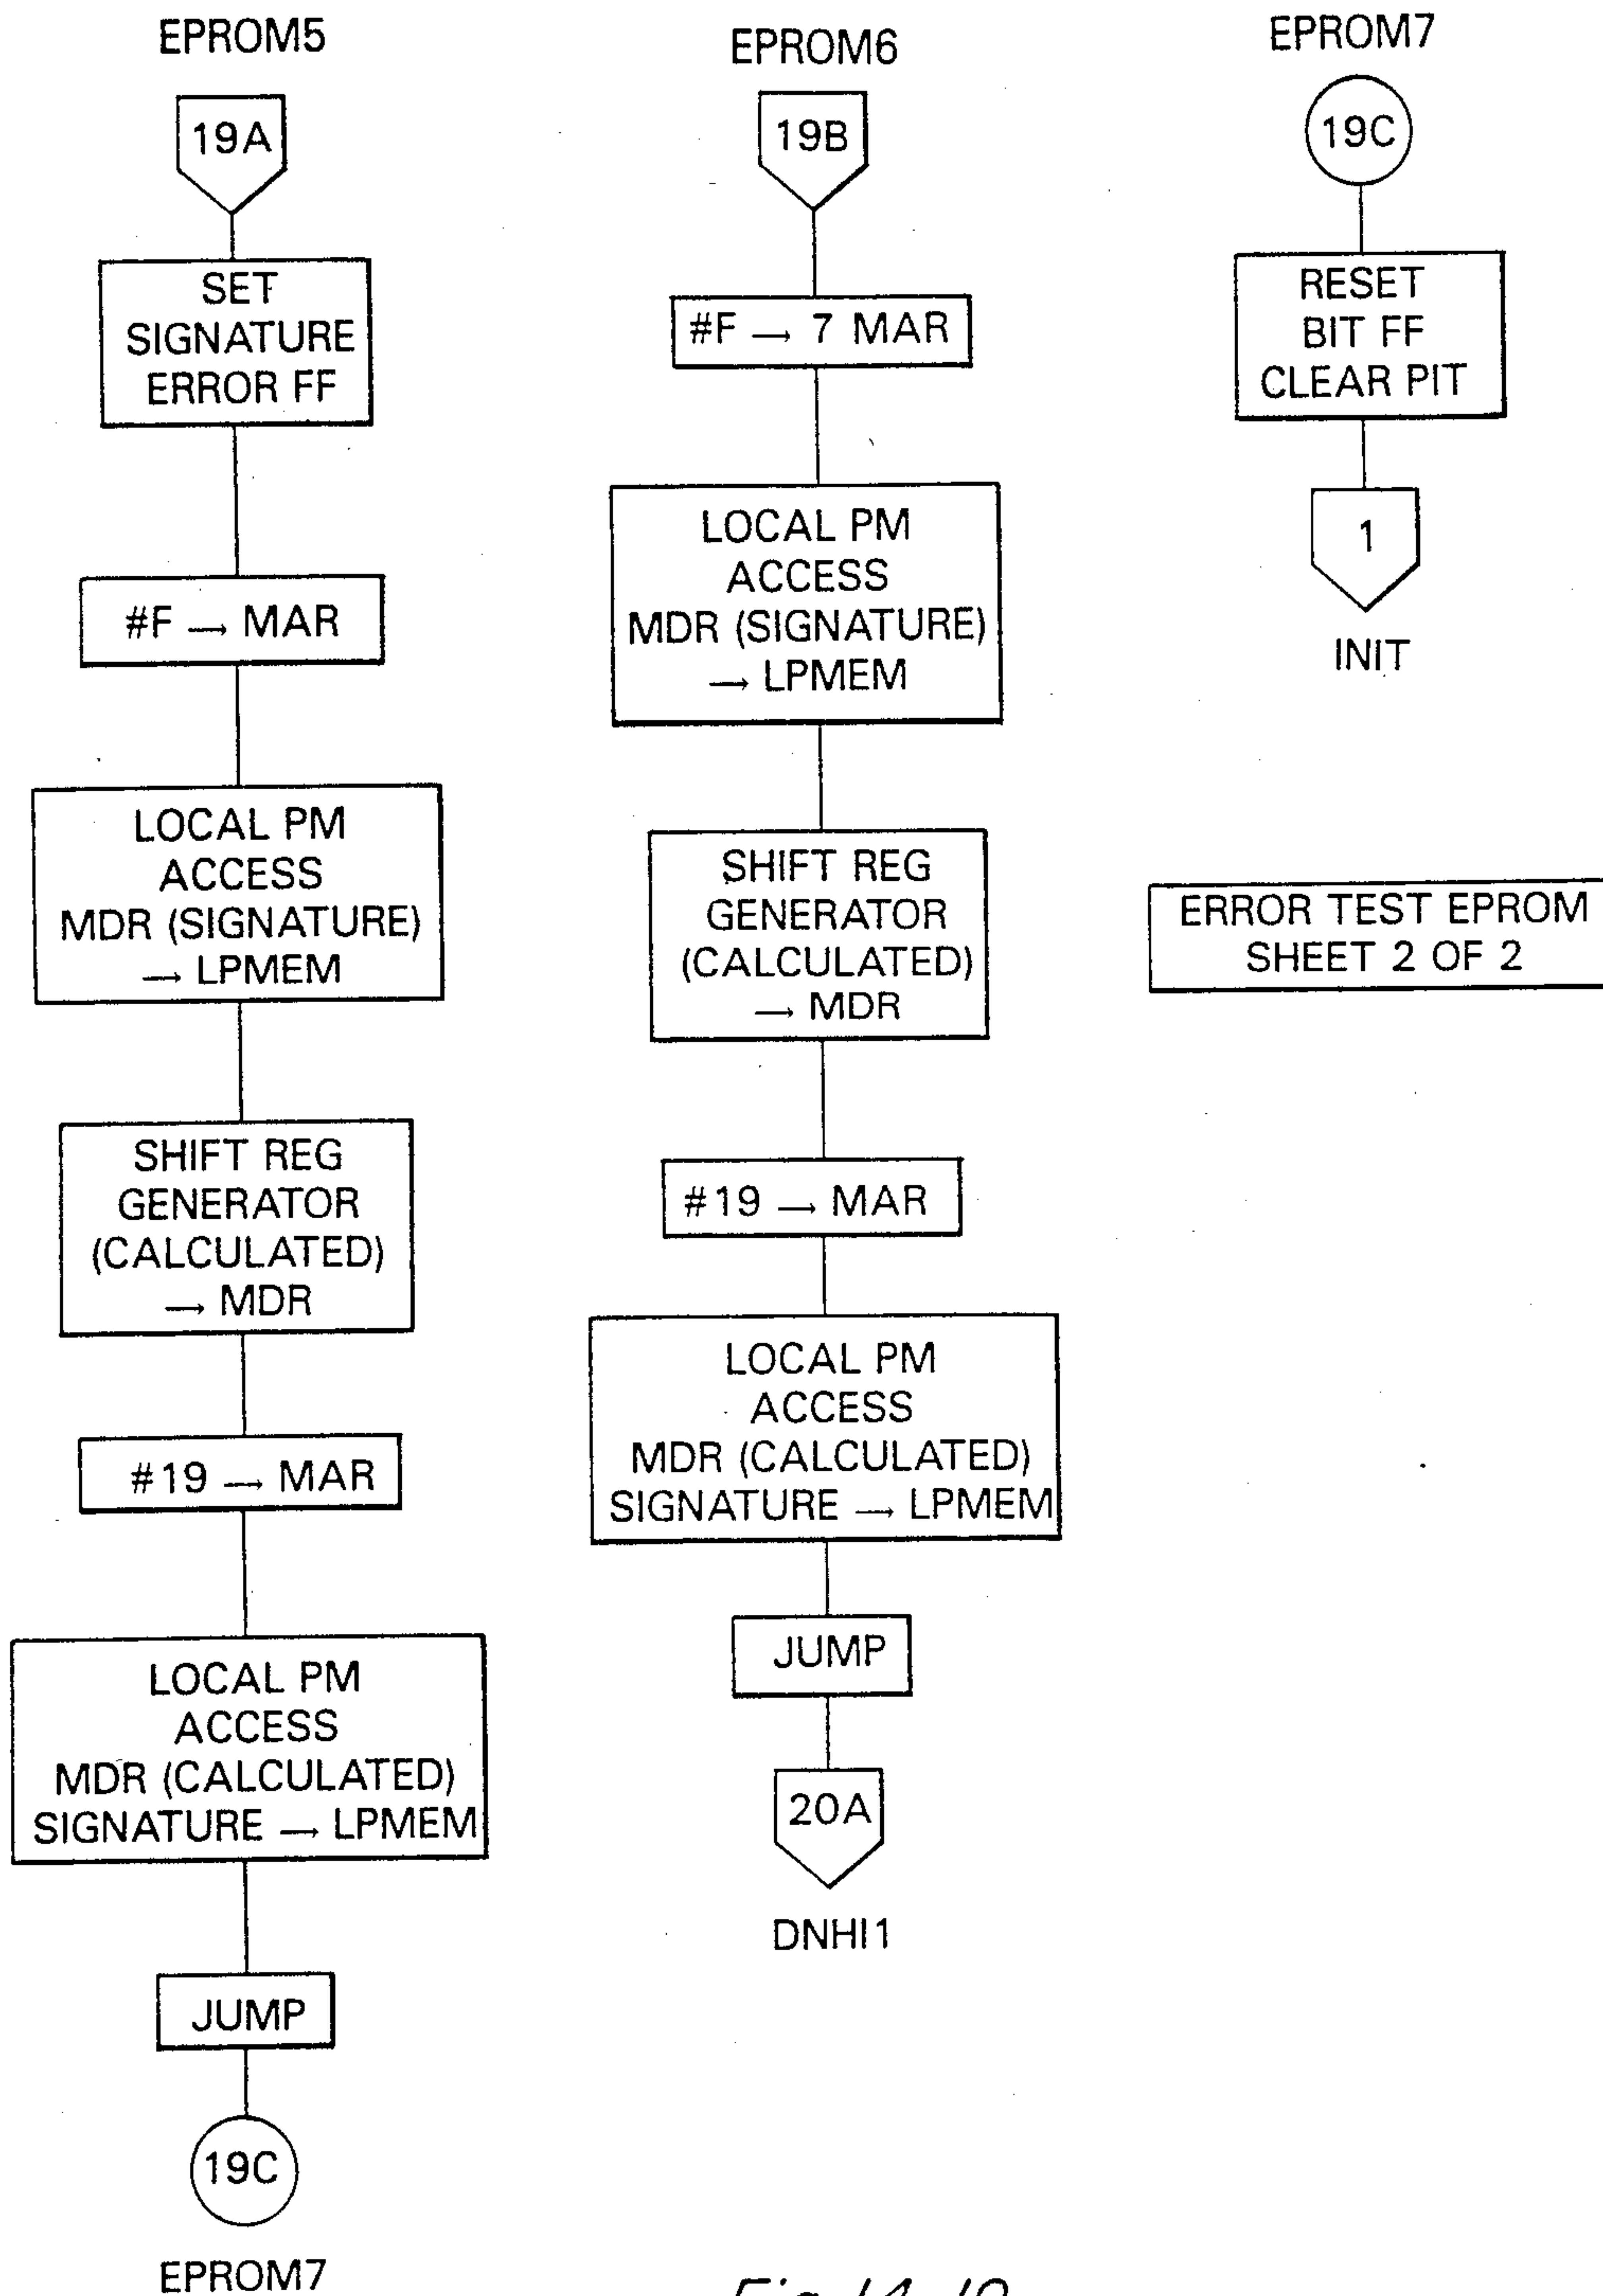 EPROM5
19A
SET
SIGNATURE
ERROR FF
#F → MAR
LOCAL PM
ACCESS
MDR (SIGNATURE)
→ LPMEM
SHIFT REG
GENERATOR
(CALCULATED)
→ MDR
#19 → MAR
LOCAL PM
ACCESS
MDR (CALCULATED)
SIGNATURE → LPMEM
JUMP
19C
EPROM7
EPROM6
19B
#F → 7 MAR
LOCAL PM
ACCESS
MDR (SIGNATURE)
→ LPMEM
SHIFT REG
GENERATOR
(CALCULATED)
→ MDR
#19 → MAR
LOCAL PM
ACCESS
MDR (CALCULATED)
SIGNATURE → LPMEM
JUMP
20A
DNHI1
EPROM7
19C
RESET
BIT FF
CLEAR PIT
1
INIT
ERROR TEST EPROM
SHEET 2 OF 2